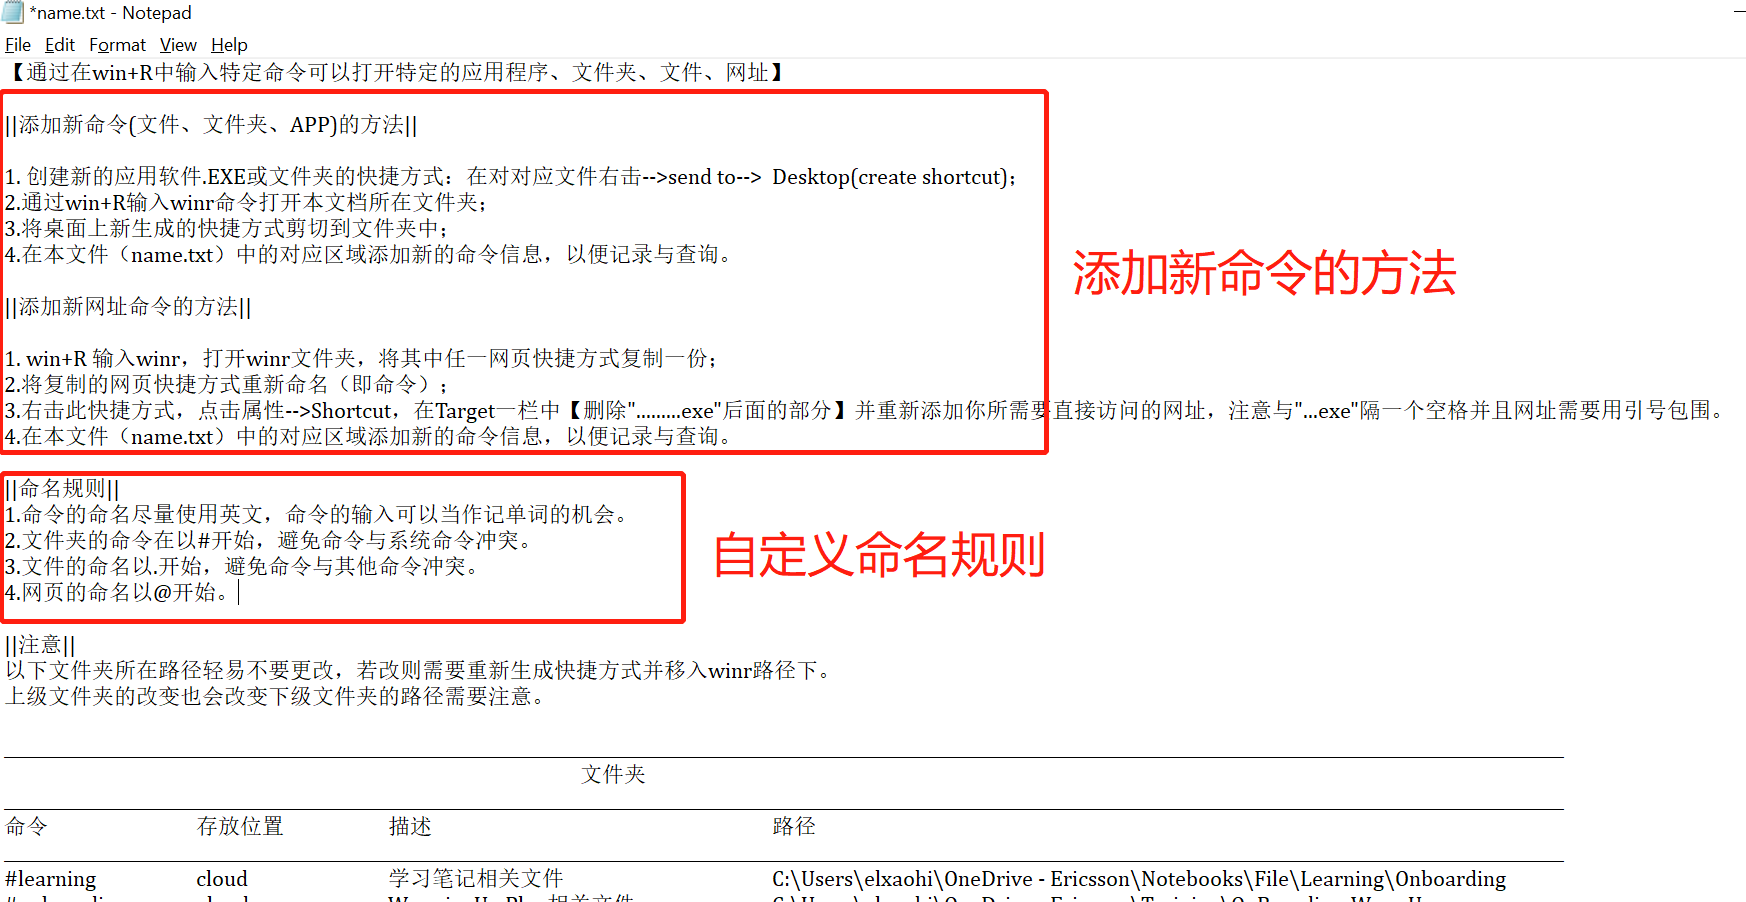 *name.txt - Notepad
File Edit Format View Help
【通过在win+R中输入特定命令可以打开特定的应用程序、文件夹、文件、网址】
||添加新命令(文件、文件夹、APP)的方法||
1. 创建新的应用软件.EXE或文件夹的快捷方式：在对对应文件右击-->send to--> Desktop(create shortcut)；
2.通过win+R输入winr命令打开本文档所在文件夹；
3.将桌面上新生成的快捷方式剪切到文件夹中；
4.在本文件（name.txt）中的对应区域添加新的命令信息，以便记录与查询。
添加新命令的方法
||添加新网址命令的方法||
1. win+R 输入winr，打开winr文件夹，将其中任一网页快捷方式复制一份；
2.将复制的网页快捷方式重新命名（即命令）；
3.右击此快捷方式，点击属性-->Shortcut，在Target一栏中【删除".........exe"后面的部分】并重新添加你所需要直接访问的网址，注意与"...exe"隔一个空格并且网址需要用引号包围。
4.在本文件（name.txt）中的对应区域添加新的命令信息，以便记录与查询。
||命名规则||
1.命令的命名尽量使用英文，命令的输入可以当作记单词的机会。
2.文件夹的命令在以#开始，避免命令与系统命令冲突。
3.文件的命名以.开始，避免命令与其他命令冲突。
4.网页的命名以@开始。
自定义命名规则
||注意||
以下文件夹所在路径轻易不要更改，若改则需要重新生成快捷方式并移入winr路径下。
上级文件夹的改变也会改变下级文件夹的路径需要注意。
文件夹
命令 存放位置 描述 路径
#learning cloud 学习笔记相关文件 C:\Users\elxaohi\OneDrive - Ericsson\Notebooks\File\Learning\Onboarding